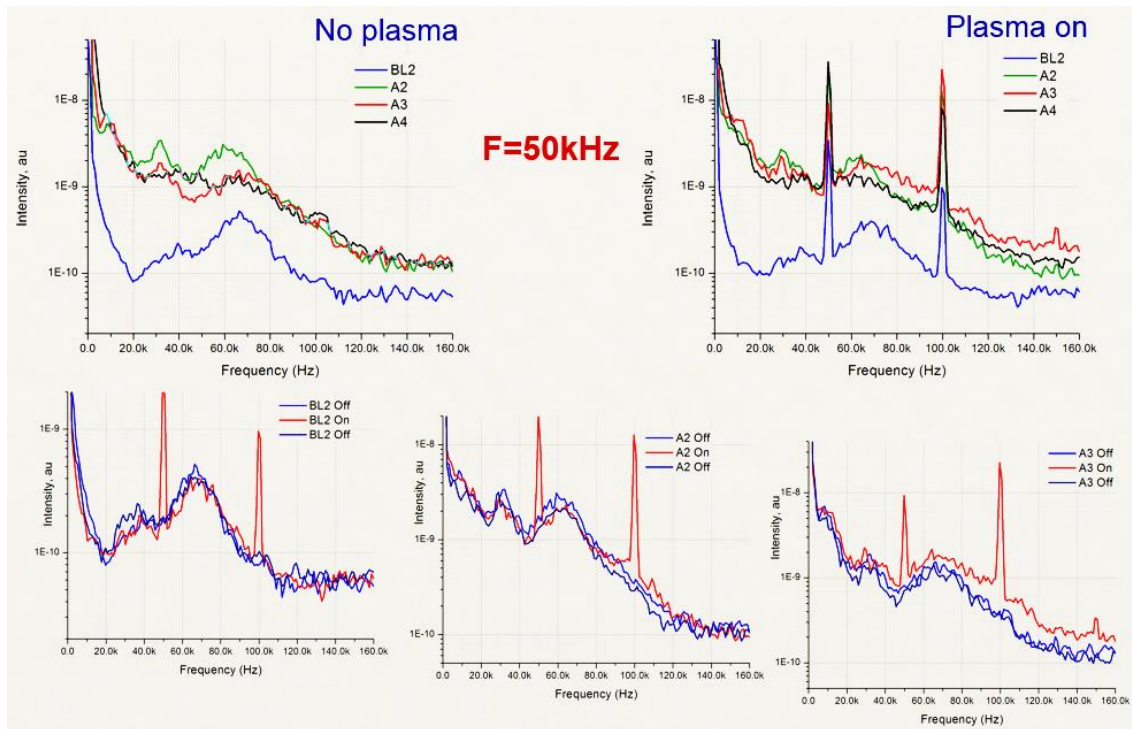 No plasma
BL2
A2
A3
A4
1E-8
1E-9
1E-10
Intensity, au
0.0 20.0k 40.0k 60.0k 80.0k 100.0k 120.0k 140.0k 160.0k
Frequency (Hz)
F=50kHz
Plasma on
BL2
A2
A3
A4
1E-8
1E-9
1E-10
Intensity, au
0.0 20.0k 40.0k 60.0k 80.0k 100.0k 120.0k 140.0k 160.0k
Frequency (Hz)
BL2 Off
BL2 On
BL2 Off
1E-9
1E-10
Intensity, au
0.0 20.0k 40.0k 60.0k 80.0k 100.0k 120.0k 140.0k 160.0k
Frequency (Hz)
A2 Off
A2 On
A2 Off
1E-8
1E-9
1E-10
Intensity, au
0.0 20.0k 40.0k 60.0k 80.0k 100.0k 120.0k 140.0k 160.0k
Frequency (Hz)
A3 Off
A3 On
A3 Off
1E-8
1E-9
1E-10
Intensity, au
0.0 20.0k 40.0k 60.0k 80.0k 100.0k 120.0k 140.0k 160.0k
Frequency (Hz)